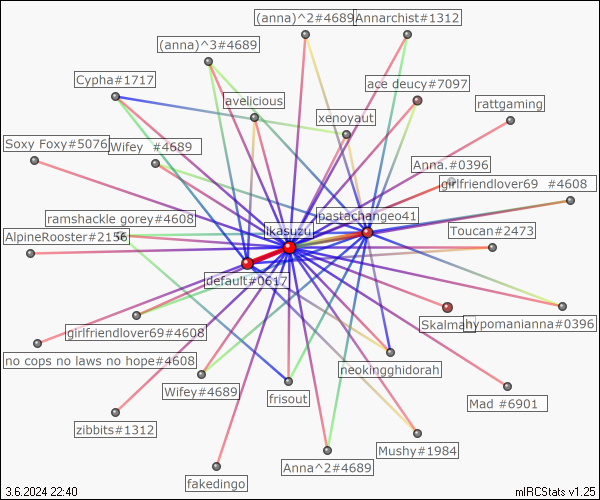 (anna)^2#4689
Annarchist#1312
(anna)^3#4689
Cypha#1717
ace deucy#7097
avelicious
rattgaming
xenoyaut
Soxy Foxy#5076
Wifey #4689
Anna.#0396
girlfriendlover69 #4608
ramshackle gorey#4608
pastachangeo41
likasuzu
Toucan#2473
AlpineRooster#2156
default#0617
girlfriendlover69#4608
Skalman
hypomanianna#0396
no cops no laws no hope#4608
neokingghidorah
Wifey#4689
frisout
Mad #6901
zibbits#1312
Mushy#1984
Anna^2#4689
fakedingo
3.6.2024 22:40
mIRCStats v1.25